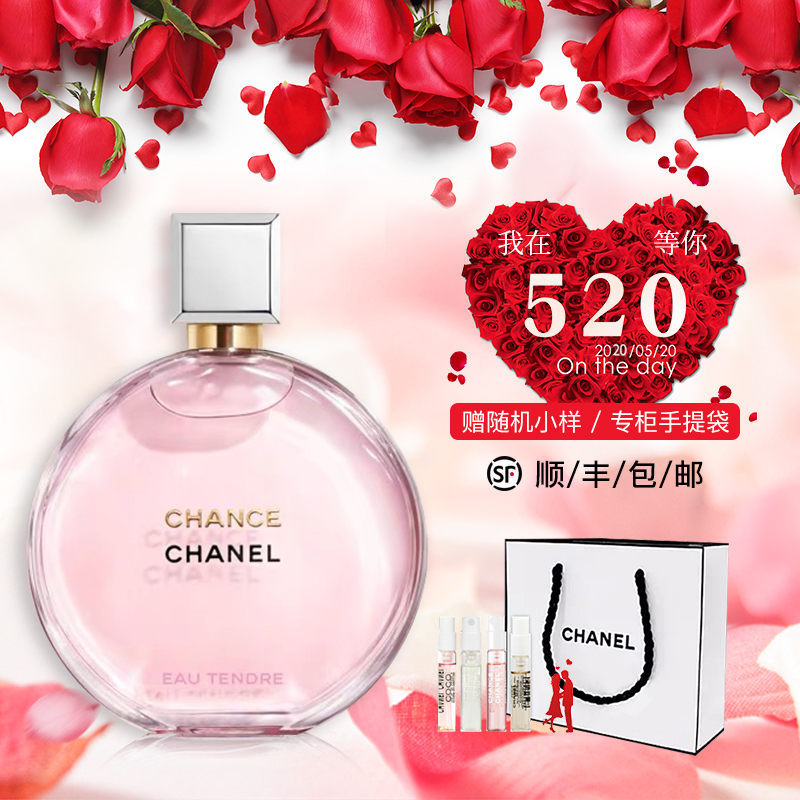 我在 等你
520
2020/05/20
On the day
赠随机小样 / 专柜手提袋
SF 顺/丰/包/邮
CHANCE
CHANEL
EAU TENDRE
CHANEL